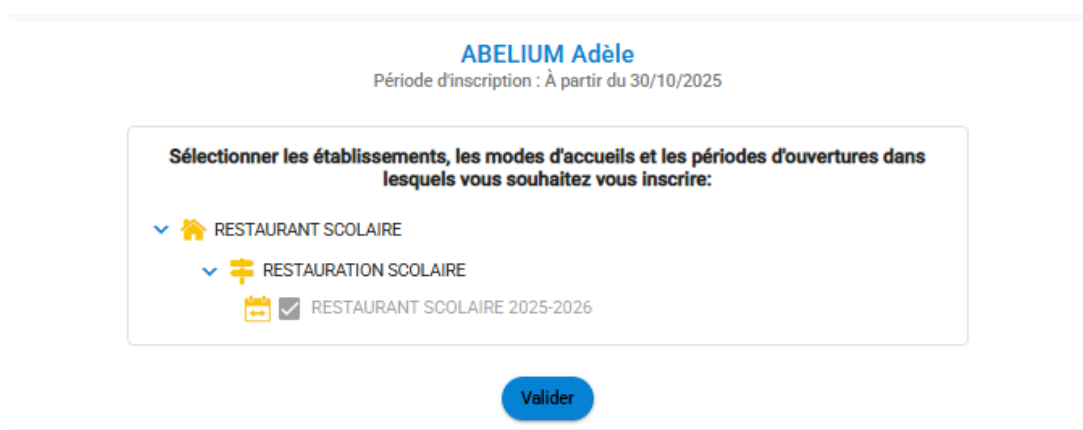 ABELIUM Adèle
Période d'inscription : À partir du 30/10/2025
Sélectionner les établissements, les modes d'accueils et les périodes d'ouvertures dans
lesquels vous souhaitez vous inscrire:
RESTAURANT SCOLAIRE
RESTAURATION SCOLAIRE
RESTAURANT SCOLAIRE 2025-2026
Valider